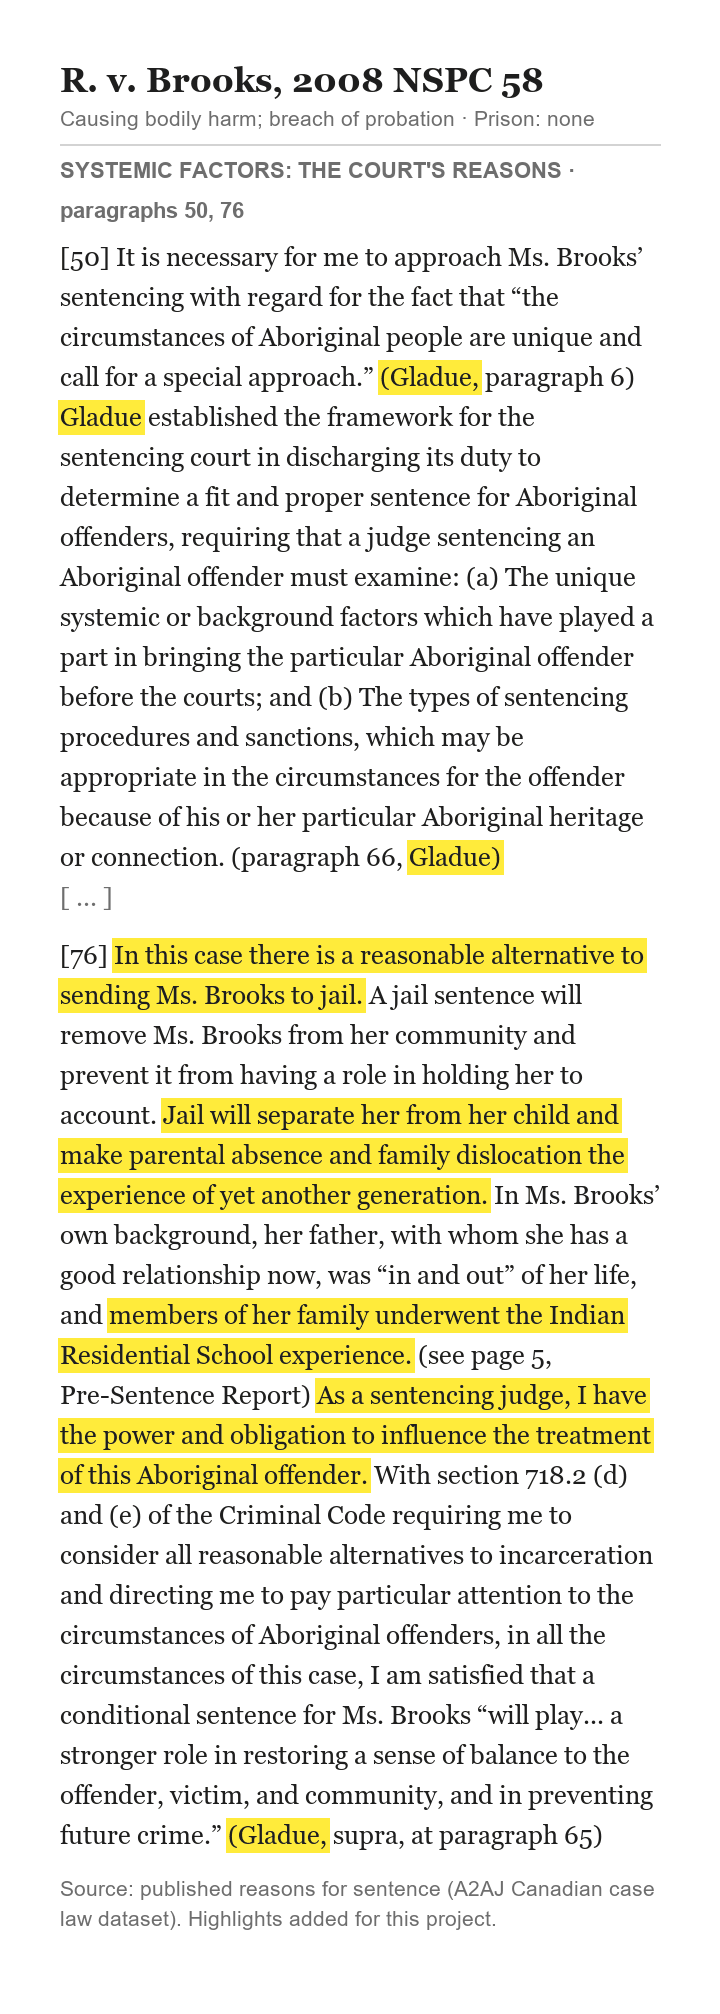 R. v. Brooks, 2008 NSPC 58
Causing bodily harm; breach of probation · Prison: none
SYSTEMIC FACTORS: THE COURT'S REASONS ·
paragraphs 50, 76
[50] It is necessary for me to approach Ms. Brooks’
sentencing with regard for the fact that “the
circumstances of Aboriginal people are unique and
call for a special approach.” (Gladue, paragraph 6)
Gladue established the framework for the
sentencing court in discharging its duty to
determine a fit and proper sentence for Aboriginal
offenders, requiring that a judge sentencing an
Aboriginal offender must examine: (a) The unique
systemic or background factors which have played a
part in bringing the particular Aboriginal offender
before the courts; and (b) The types of sentencing
procedures and sanctions, which may be
appropriate in the circumstances for the offender
because of his or her particular Aboriginal heritage
or connection. (paragraph 66, Gladue)
[ ... ]
[76] In this case there is a reasonable alternative to
sending Ms. Brooks to jail. A jail sentence will
remove Ms. Brooks from her community and
prevent it from having a role in holding her to
account. Jail will separate her from her child and
make parental absence and family dislocation the
experience of yet another generation. In Ms. Brooks’
own background, her father, with whom she has a
good relationship now, was “in and out” of her life,
and members of her family underwent the Indian
Residential School experience. (see page 5,
Pre-Sentence Report) As a sentencing judge, I have
the power and obligation to influence the treatment
of this Aboriginal offender. With section 718.2 (d)
and (e) of the Criminal Code requiring me to
consider all reasonable alternatives to incarceration
and directing me to pay particular attention to the
circumstances of Aboriginal offenders, in all the
circumstances of this case, I am satisfied that a
conditional sentence for Ms. Brooks “will play... a
stronger role in restoring a sense of balance to the
offender, victim, and community, and in preventing
future crime.” (Gladue, supra, at paragraph 65)
Source: published reasons for sentence (A2AJ Canadian case
law dataset). Highlights added for this project.